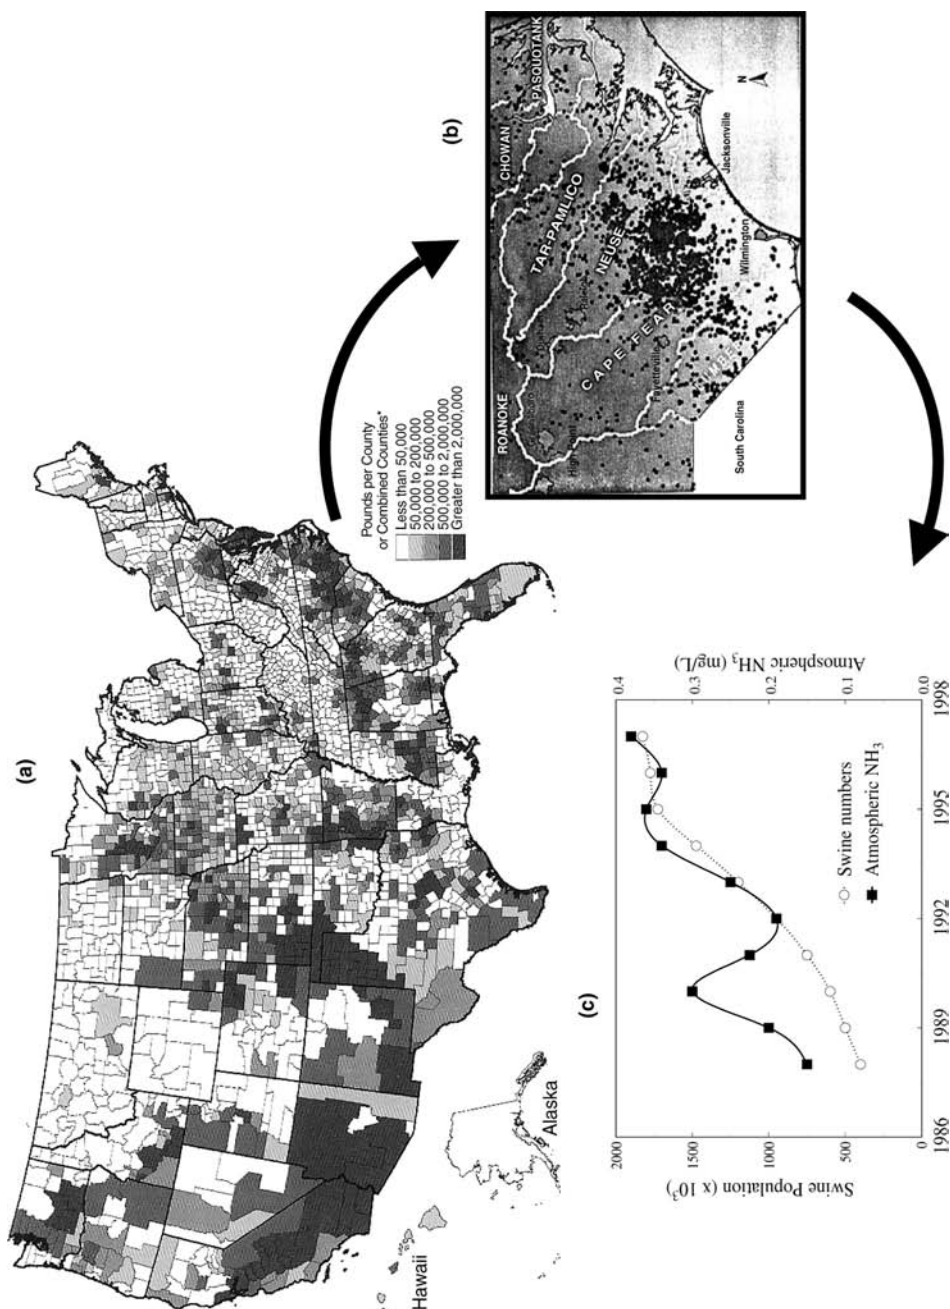 (a)
Pounds per County
or Combined Counties*
Less than 50,000
50,000 to 200,000
200,000 to 500,000
500,000 to 2,000,000
Greater than 2,000,000
Hawaii
Alaska
(b)
ROANOKE
CHOWAN
PASQUOTANK
TAR-PAMLICO
NEUSE
CAPE FEAR
High Point
Fayetteville
South Carolina
Wilmington
Jacksonville
N
(c)
Swine Population (x 10³)
2000
1500
1000
500
0
Atmospheric NH₃ (mg/L)
0.4
0.3
0.2
0.1
0.0
1986
1989
1992
1995
1998
Swine numbers
Atmospheric NH₃